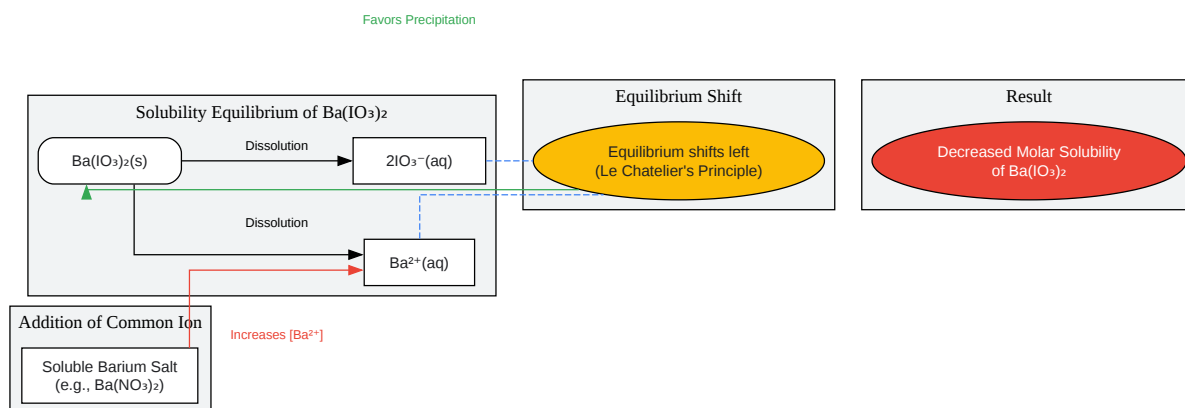 Favors Precipitation
Solubility Equilibrium of Ba(IO₃)₂
Ba(IO₃)₂(s)
Dissolution
2IO₃⁻(aq)
Dissolution
Ba²⁺(aq)
Equilibrium Shift
Equilibrium shifts left
(Le Chatelier's Principle)
Result
Decreased Molar Solubility
of Ba(IO₃)₂
Addition of Common Ion
Increases [Ba²⁺]
Soluble Barium Salt
(e.g., Ba(NO₃)₂)